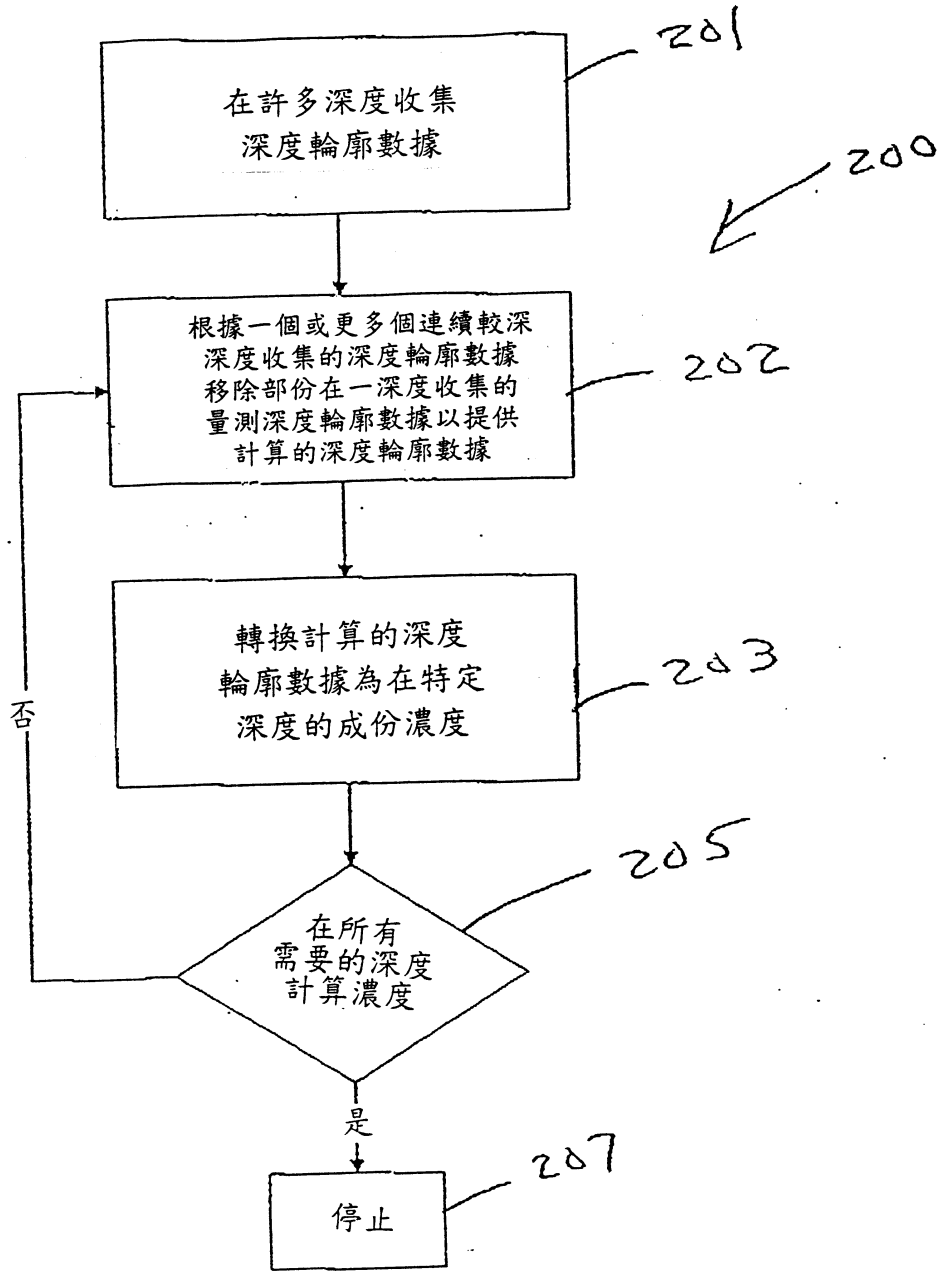 201
在許多深度收集
深度輪廓數據
200
根據一個或更多個連續較深
深度收集的深度輪廓數據
移除部份在一深度收集的
量測深度輪廓數據以提供
計算的深度輪廓數據
202
轉換計算的深度
輪廓數據為在特定
深度的成份濃度
203
否
205
在所有
需要的深度
計算濃度
是
207
停止